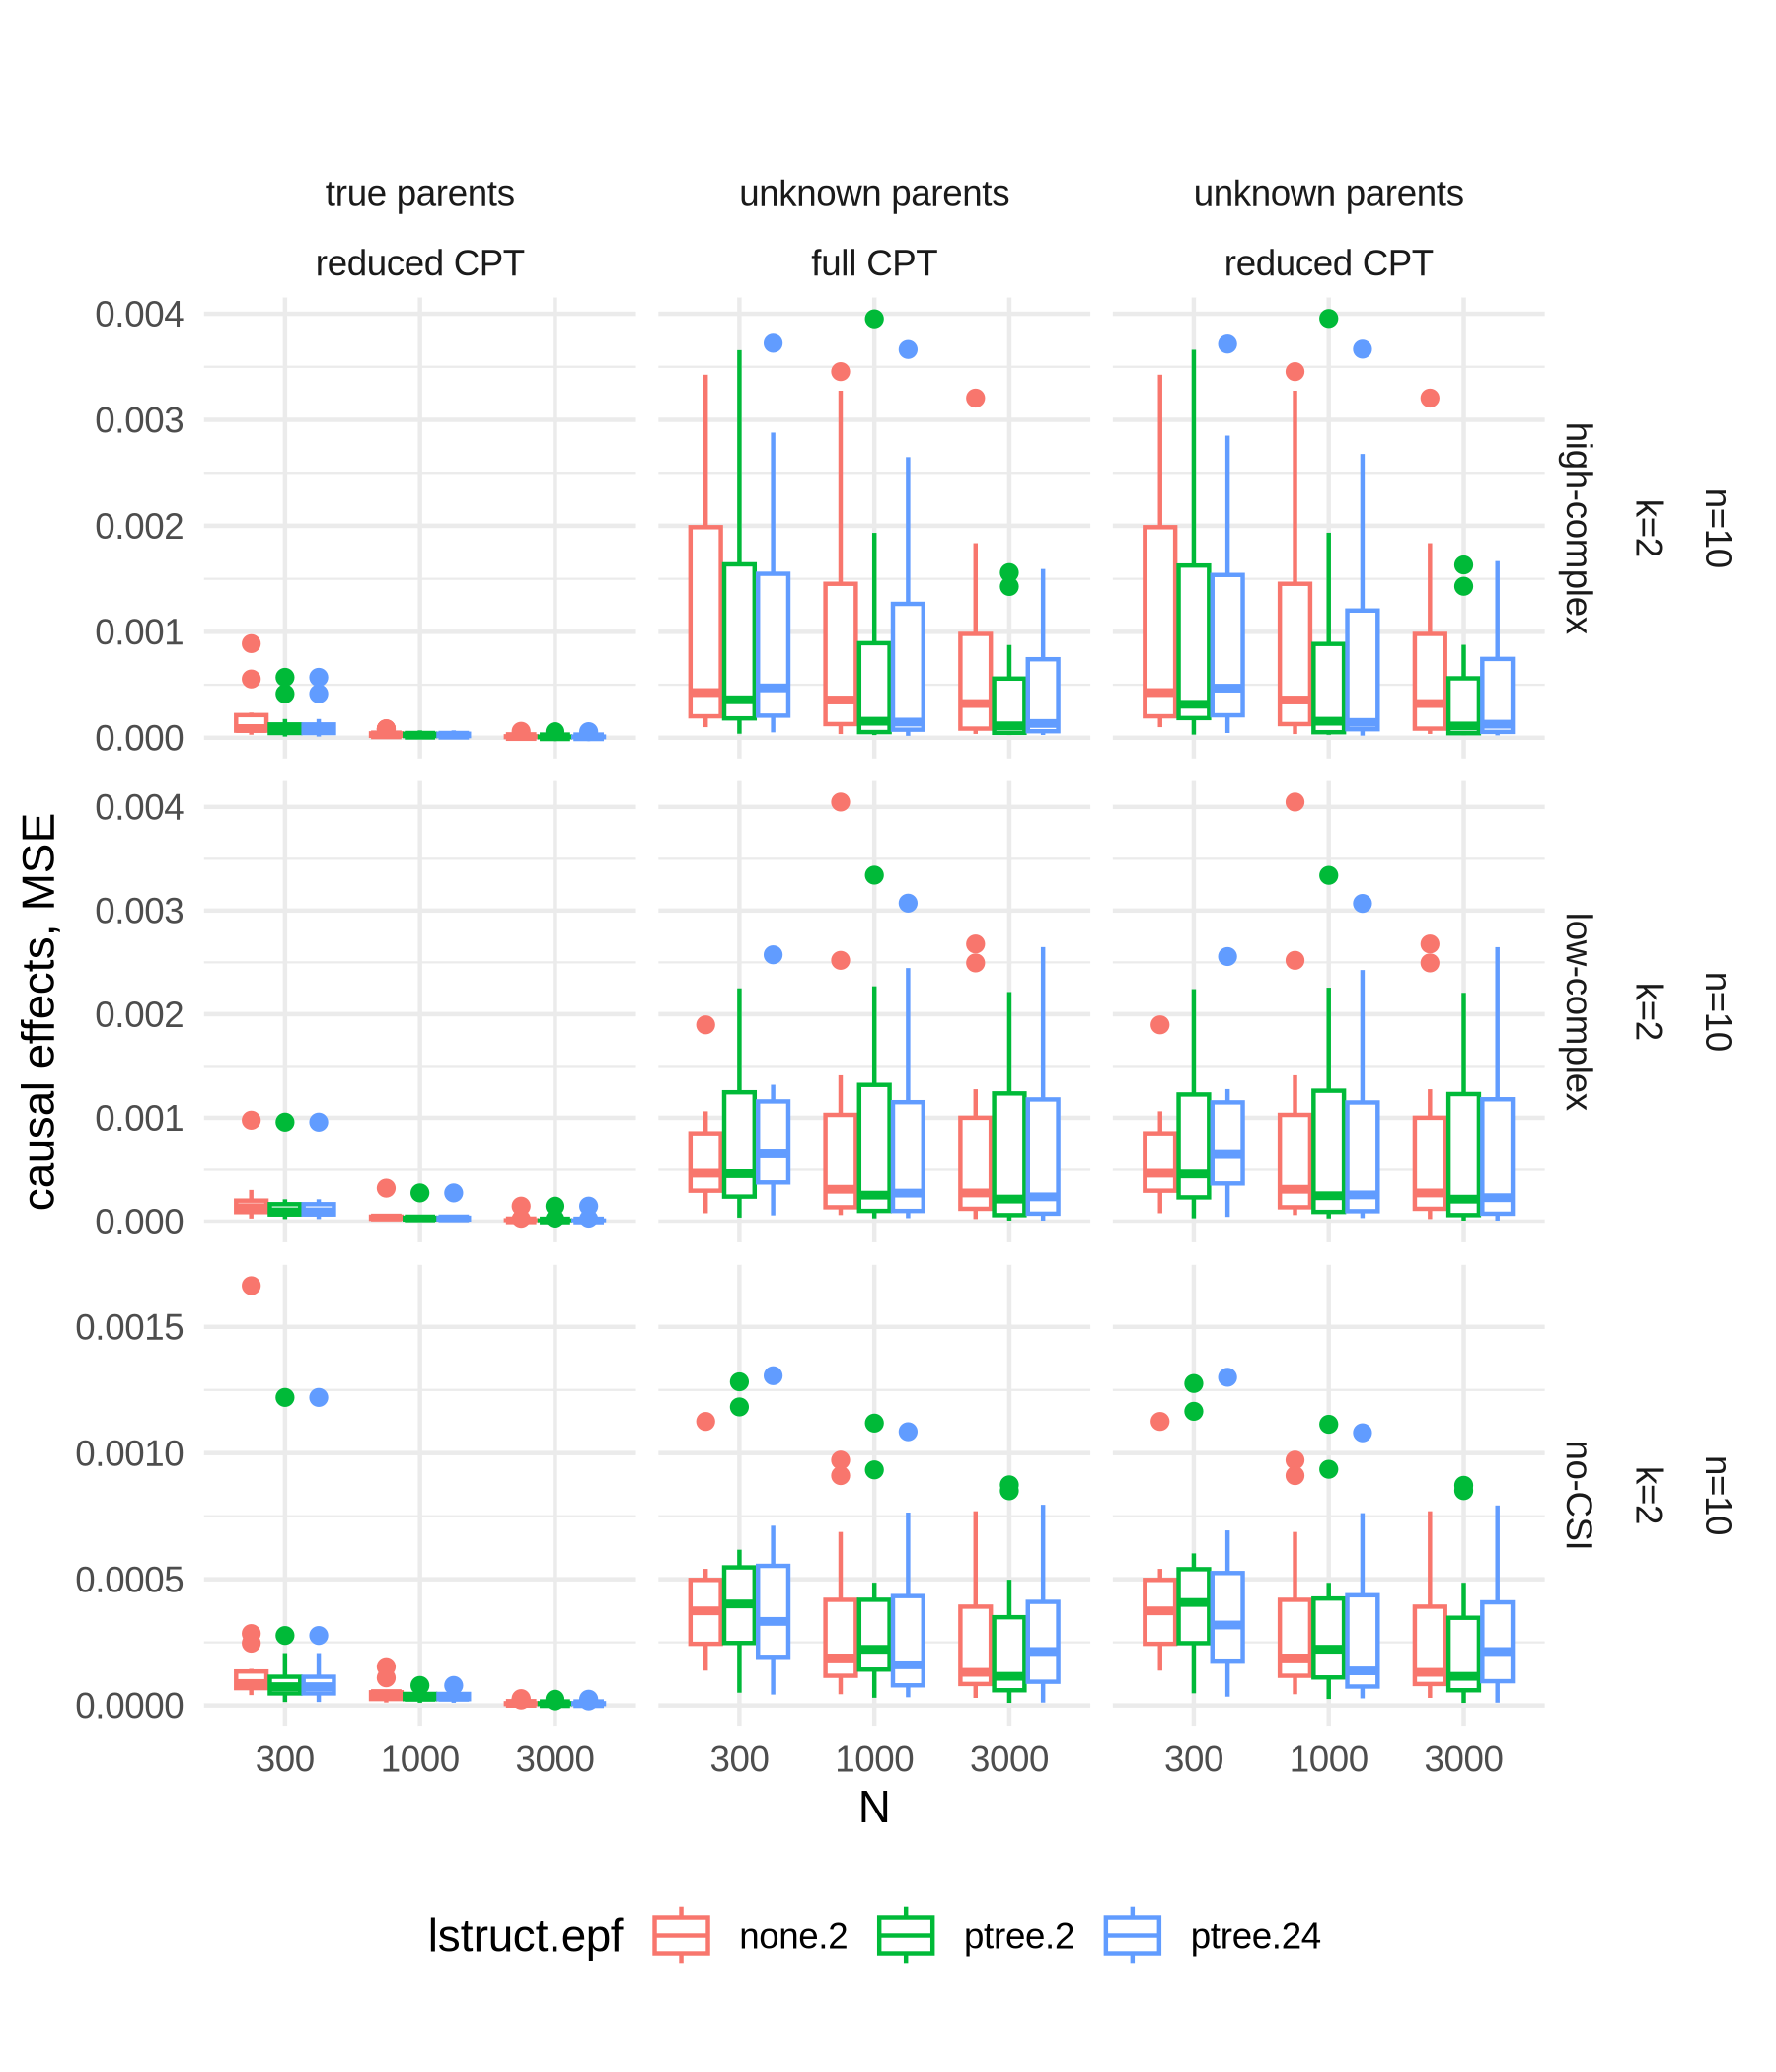 true parents
unknown parents
unknown parents
reduced CPT
full CPT
reduced CPT
causal effects, MSE
0.004
0.003
0.002
0.001
0.000
high-complex
k=2
n=10
0.004
0.003
0.002
0.001
0.000
low-complex
k=2
n=10
0.0015
0.0010
0.0005
0.0000
no-CSI
k=2
n=10
300 1000 3000
300 1000 3000
300 1000 3000
N
lstruct.epf none.2 ptree.2 ptree.24